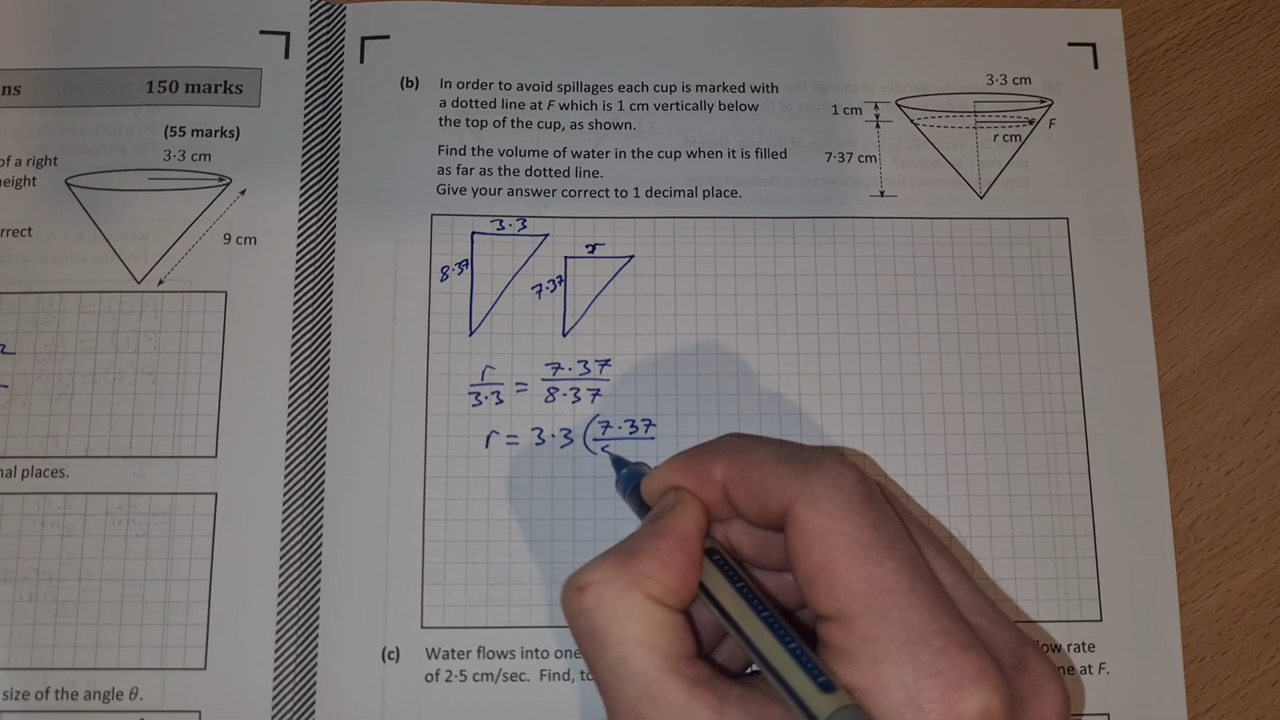 ns 150 marks
(55 marks)
of a right
eight
3·3 cm
9 cm
rrect
2
nal places.
size of the angle θ.
(b) In order to avoid spillages each cup is marked with
a dotted line at F which is 1 cm vertically below
the top of the cup, as shown.
Find the volume of water in the cup when it is filled
as far as the dotted line.
Give your answer correct to 1 decimal place.
3·3 cm
1 cm
F
r cm
7·37 cm
3·3
8·37
r
7·37
r/3·3 = 7·37/8·37
r = 3·3 (7·37
(c) Water flows into one low rate
of 2·5 cm/sec. Find, to ne at F.